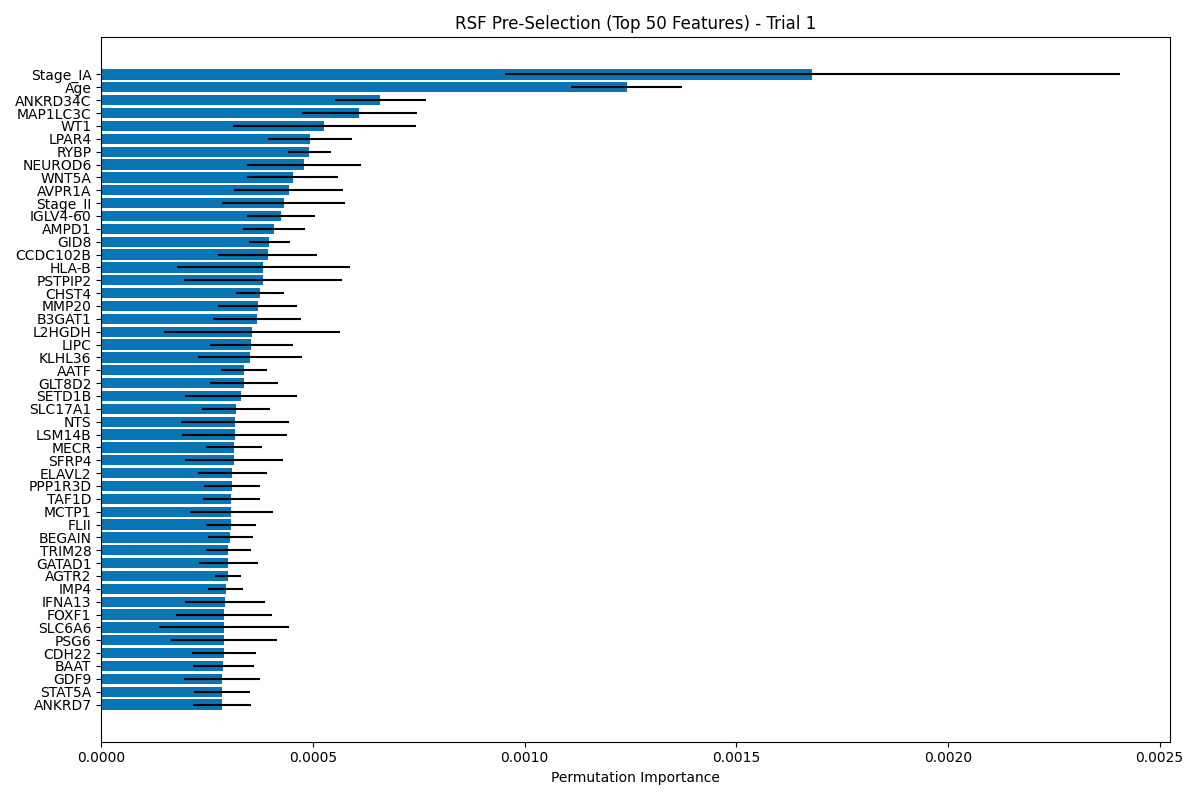 RSF Pre-Selection (Top 50 Features) - Trial 1
Stage_IA
Age
ANKRD34C
MAP1LC3C
WT1
LPAR4
RYBP
NEUROD6
WNT5A
AVPR1A
Stage_II
IGLV4-60
AMPD1
GID8
CCDC102B
HLA-B
PSTPIP2
CHST4
MMP20
B3GAT1
L2HGDH
LIPC
KLHL36
AATF
GLT8D2
SETD1B
SLC17A1
NTS
LSM14B
MECR
SFRP4
ELAVL2
PPP1R3D
TAF1D
MCTP1
FLII
BEGAIN
TRIM28
GATAD1
AGTR2
IMP4
IFNA13
FOXF1
SLC6A6
PSG6
CDH22
BAAT
GDF9
STAT5A
ANKRD7
0.0000 0.0005 0.0010 0.0015 0.0020 0.0025
Permutation Importance